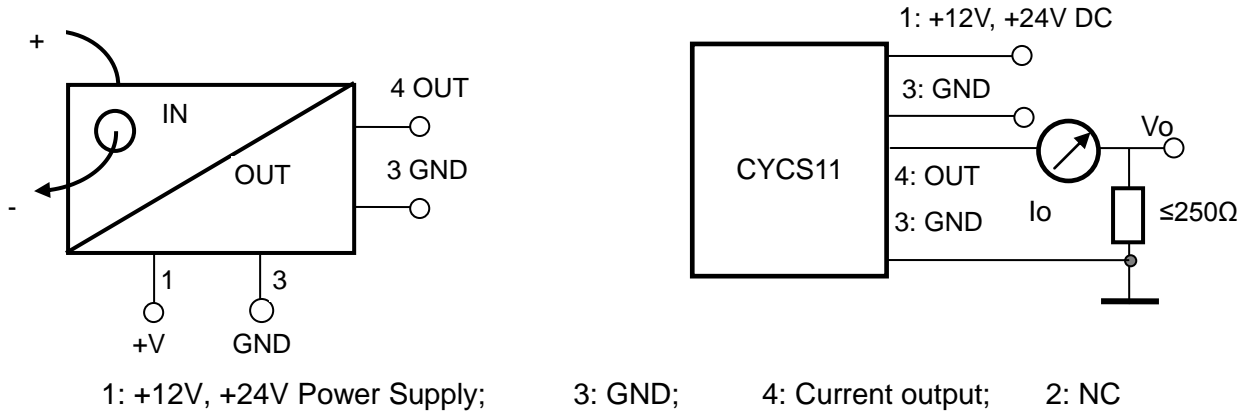 +
IN
OUT
-
4 OUT
3 GND
1
3
+V
GND
1: +12V, +24V DC
3: GND
CYCS11
4: OUT
3: GND
Vo
Io
≤250Ω
1: +12V, +24V Power Supply; 3: GND; 4: Current output; 2: NC